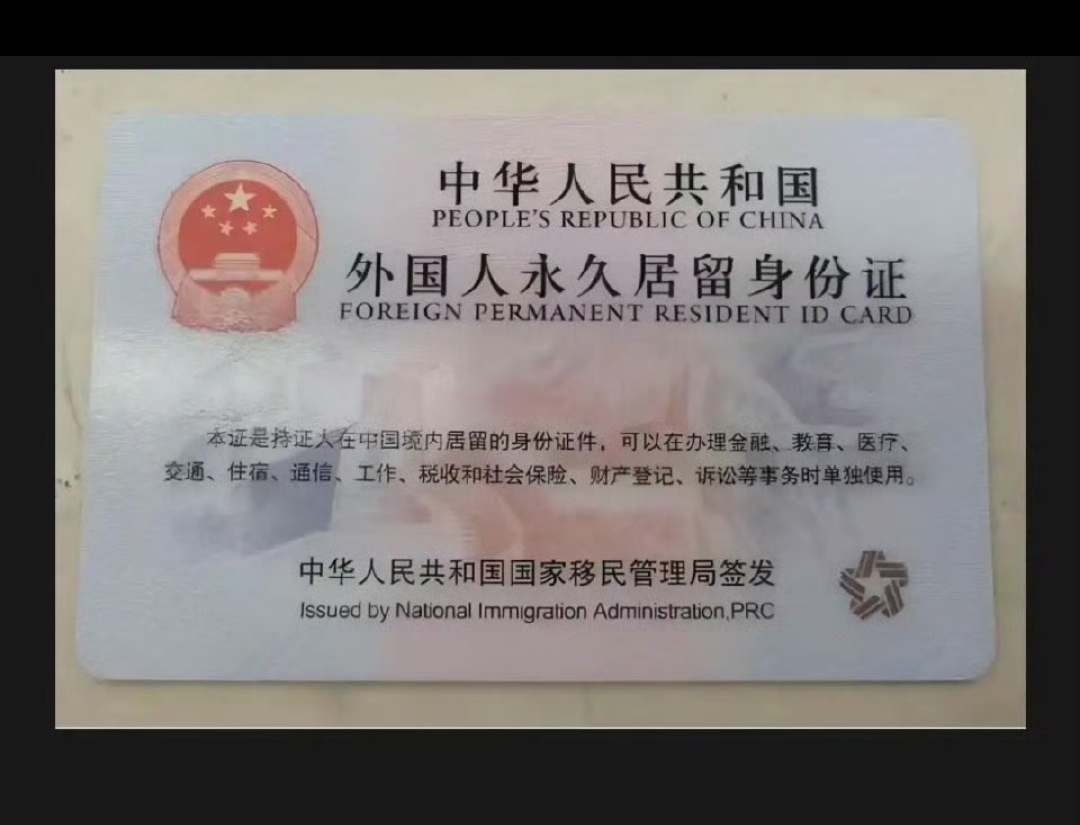 中华人民共和国
PEOPLE'S REPUBLIC OF CHINA
外国人永久居留身份证
FOREIGN PERMANENT RESIDENT ID CARD
本证是持证人在中国境内居留的身份证件，可以在办理金融、教育、医疗、
交通、住宿、通信、工作、税收和社会保险、财产登记、诉讼等事务时单独使用。
中华人民共和国国家移民管理局签发
Issued by National Immigration Administration,PRC